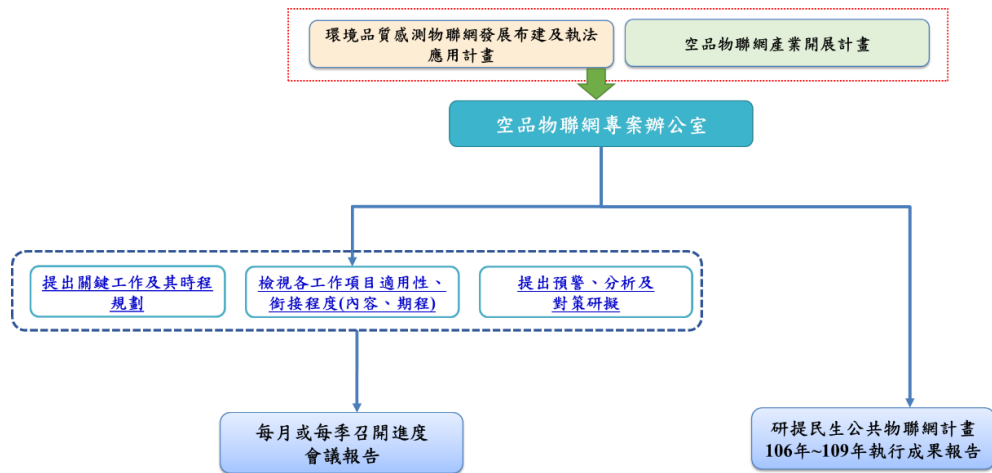 環境品質感測物聯網發展布建及執法
應用計畫
空品物聯網產業開展計畫
空品物聯網專案辦公室
提出關鍵工作及其時程
規劃
檢視各工作項目適用性、
銜接程度(內容、期程)
提出預警、分析及
對策研擬
每月或每季召開進度
會議報告
研提民生公共物聯網計畫
106年~109年執行成果報告